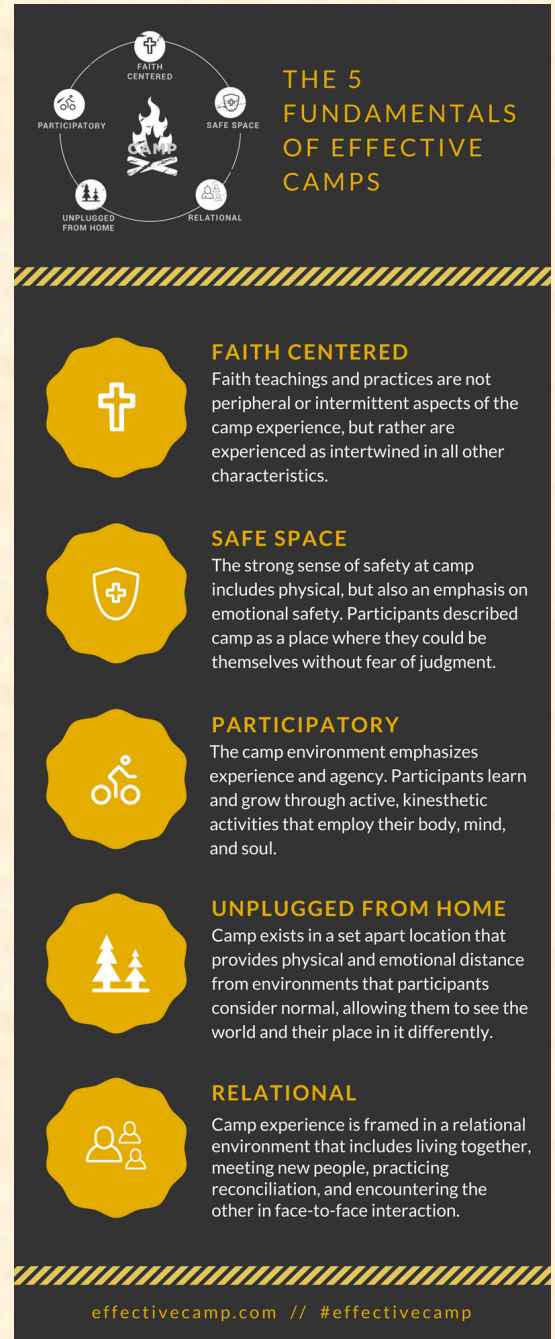 FAITH
CENTERED
PARTICIPATORY
SAFE SPACE
CAMP
UNPLUGGED
FROM HOME
RELATIONAL
THE 5
FUNDAMENTALS
OF EFFECTIVE
CAMPS
FAITH CENTERED
Faith teachings and practices are not
peripheral or intermittent aspects of the
camp experience, but rather are
experienced as intertwined in all other
characteristics.
SAFE SPACE
The strong sense of safety at camp
includes physical, but also an emphasis on
emotional safety. Participants described
camp as a place where they could be
themselves without fear of judgment.
PARTICIPATORY
The camp environment emphasizes
experience and agency. Participants learn
and grow through active, kinesthetic
activities that employ their body, mind,
and soul.
UNPLUGGED FROM HOME
Camp exists in a set apart location that
provides physical and emotional distance
from environments that participants
consider normal, allowing them to see the
world and their place in it differently.
RELATIONAL
Camp experience is framed in a relational
environment that includes living together,
meeting new people, practicing
reconciliation, and encountering the
other in face-to-face interaction.
effectivecamp.com // #effectivecamp